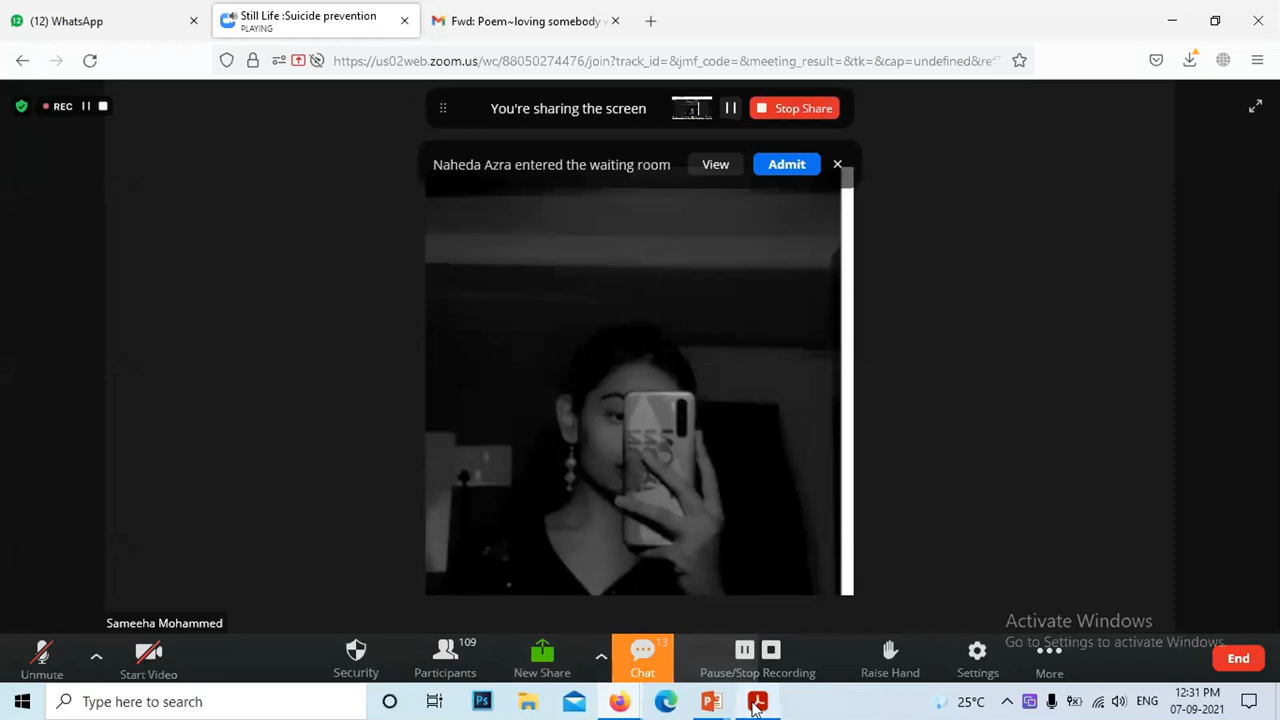 (12) WhatsApp
Still Life :Suicide prevention
PLAYING
Fwd: Poem~loving somebody
https://us02web.zoom.us/wc/88050274476/join?track_id=&jmf_code=&meeting_result=&tk=&cap=undefined&re
REC
You're sharing the screen
Stop Share
Naheda Azra entered the waiting room
View
Admit
Sameeha Mohammed
Activate Windows
Go to Settings to activate Windows.
Unmute
Start Video
Security
109
Participants
New Share
13
Chat
Pause/Stop Recording
Raise Hand
Settings
More
End
Type here to search
Ps
25°C
ENG
12:31 PM
07-09-2021